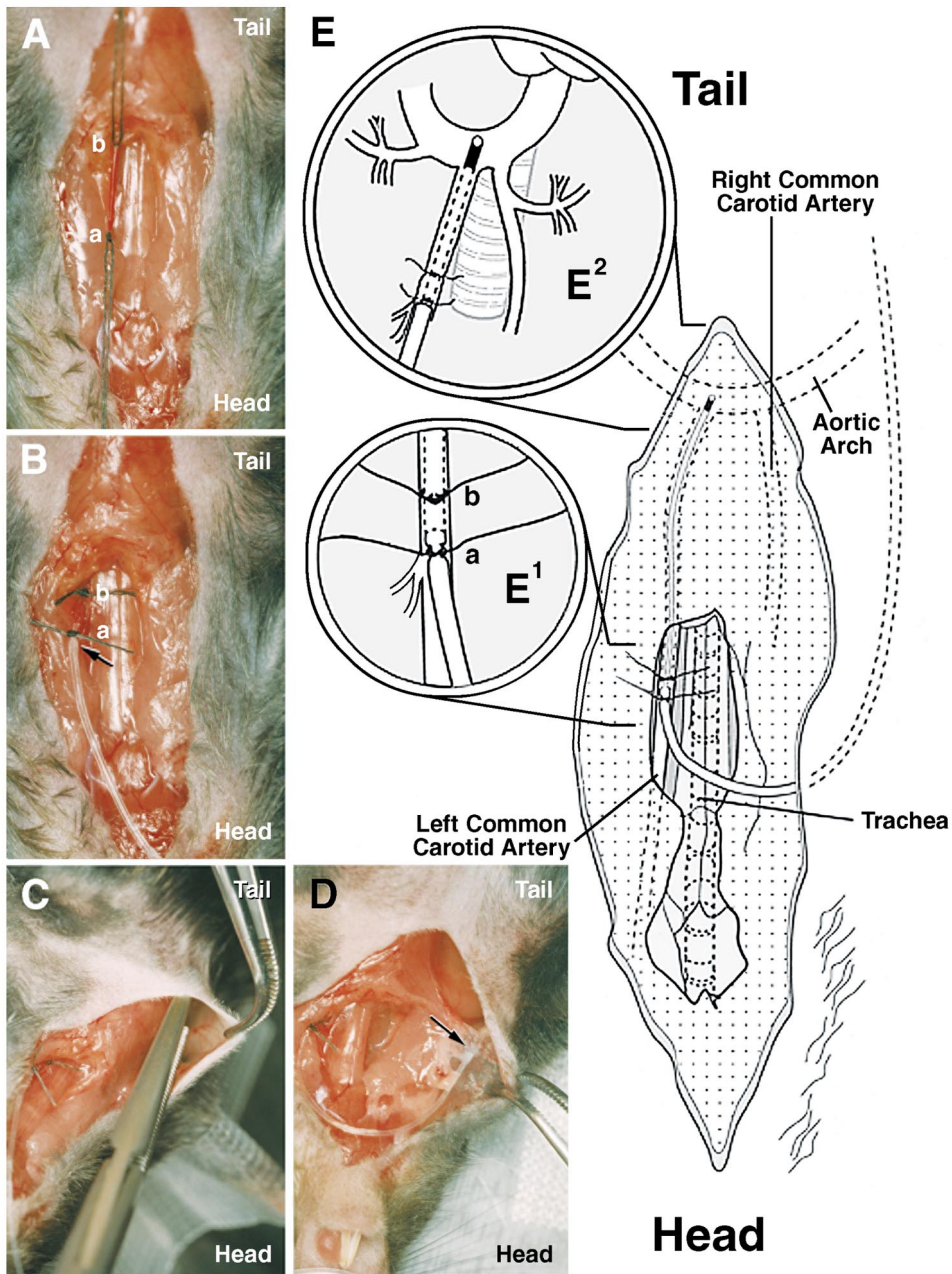 A
Tail
b
a
Head
B
Tail
b
a
Head
C
Tail
Head
D
Tail
Head
E
Tail
E2
Right Common
Carotid Artery
Aortic
Arch
b
a
E1
Left Common
Carotid Artery
Trachea
Head